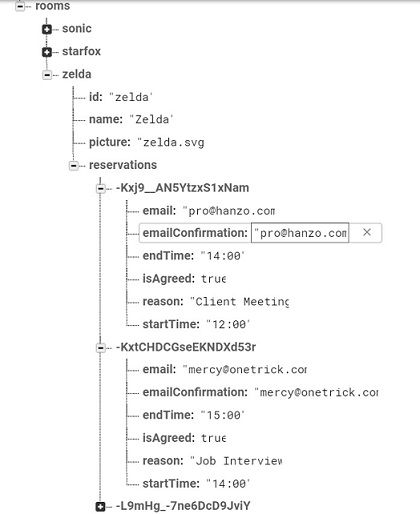 rooms
sonic
starfox
zelda
id: "zelda"
name: "Zelda"
picture: "zelda.svg
reservations
-Kxj9__AN5YtzxS1xNam
email: "pro@hanzo.com
emailConfirmation: "pro@hanzo.com ×
endTime: "14:00"
isAgreed: true
reason: "Client Meeting
startTime: "12:00"
-KxtCHDCGseEKNDXd53r
email: "mercy@onetrick.com
emailConfirmation: "mercy@onetrick.com
endTime: "15:00"
isAgreed: true
reason: "Job Interview
startTime: "14:00"
-L9mHg_-7ne6DcD9JviY